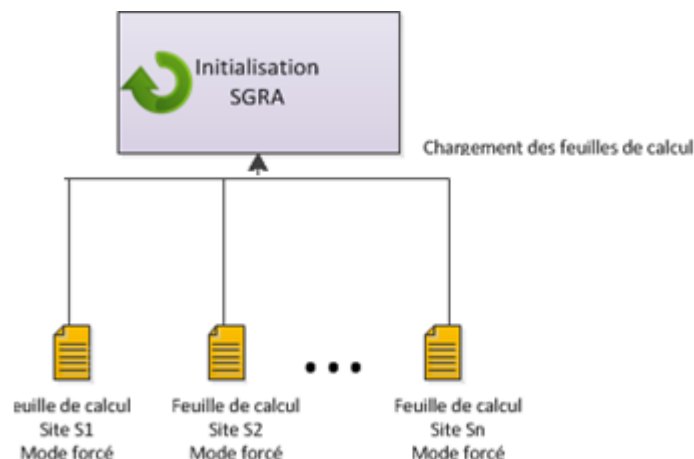 Initialisation
SGRA
Chargement des feuilles de calcul
euille de calcul
Site S1
Mode forcé
Feuille de calcul
Site S2
Mode forcé
Feuille de calcul
Site Sn
Mode forcé